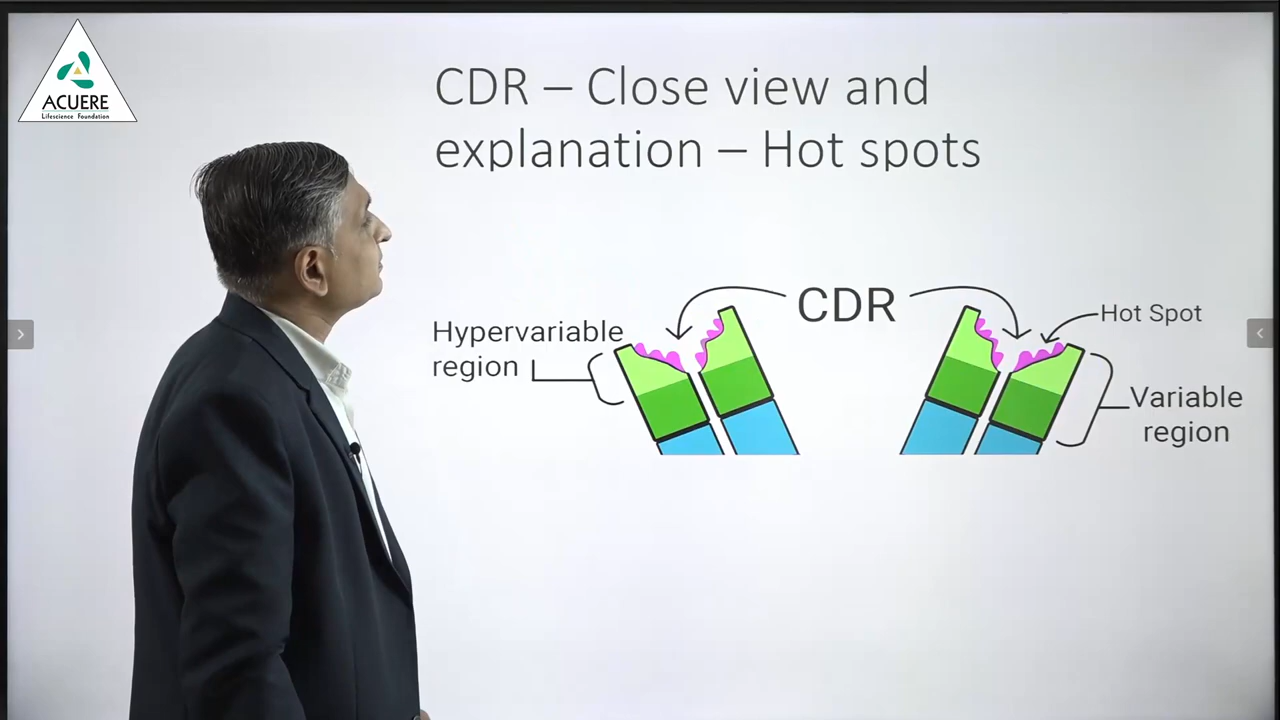 ACUERE
Lifescience Foundation
CDR – Close view and
explanation – Hot spots
CDR
Hypervariable
region
Hot Spot
Variable
region